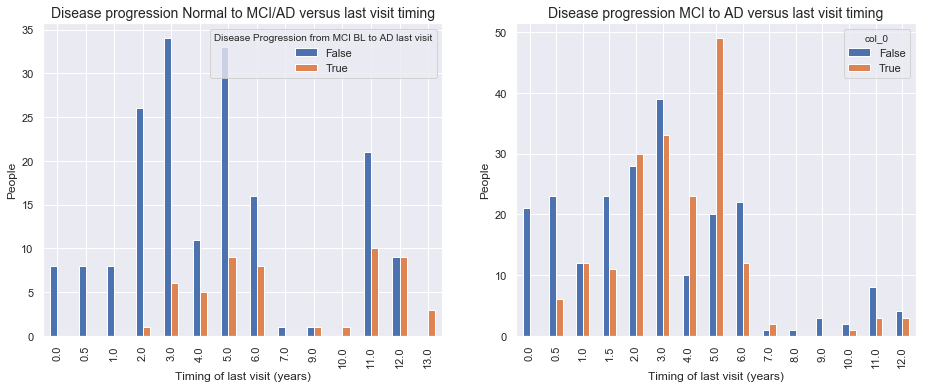 Disease progression Normal to MCI/AD versus last visit timing
Disease Progression from MCI BL to AD last visit
False
True
35
30
25
20
15
10
5
0
People
0.0 0.5 1.0 2.0 3.0 4.0 5.0 6.0 7.0 9.0 10.0 11.0 12.0 13.0
Timing of last visit (years)
Disease progression MCI to AD versus last visit timing
col_0
False
True
50
40
30
20
10
0
People
0.0 0.5 1.0 1.5 2.0 3.0 4.0 5.0 6.0 7.0 8.0 9.0 10.0 11.0 12.0
Timing of last visit (years)